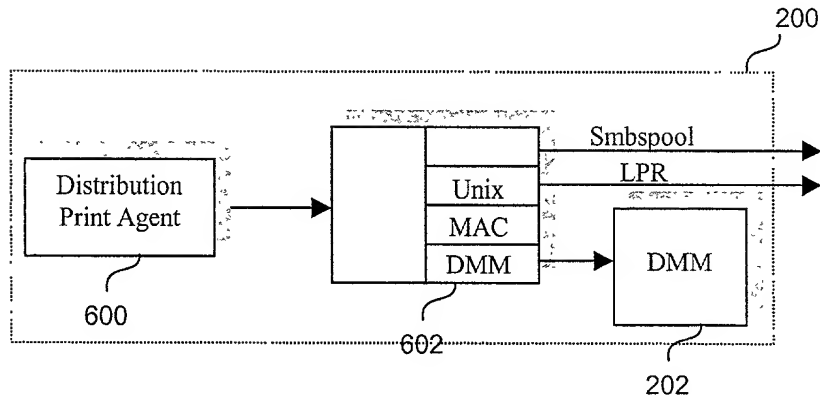 200
Smbspool
Distribution
Print Agent
Unix
LPR
MAC
DMM
DMM
600
602
202